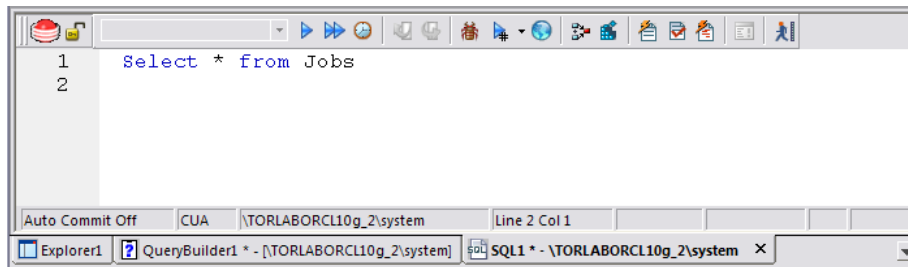 1 Select * from Jobs
2
Auto Commit Off CUA \TORLABORCL10g_2\system Line 2 Col 1
Explorer1 QueryBuilder1 * - [\TORLABORCL10g_2\system] SQL SQL1 * - \TORLABORCL10g_2\system